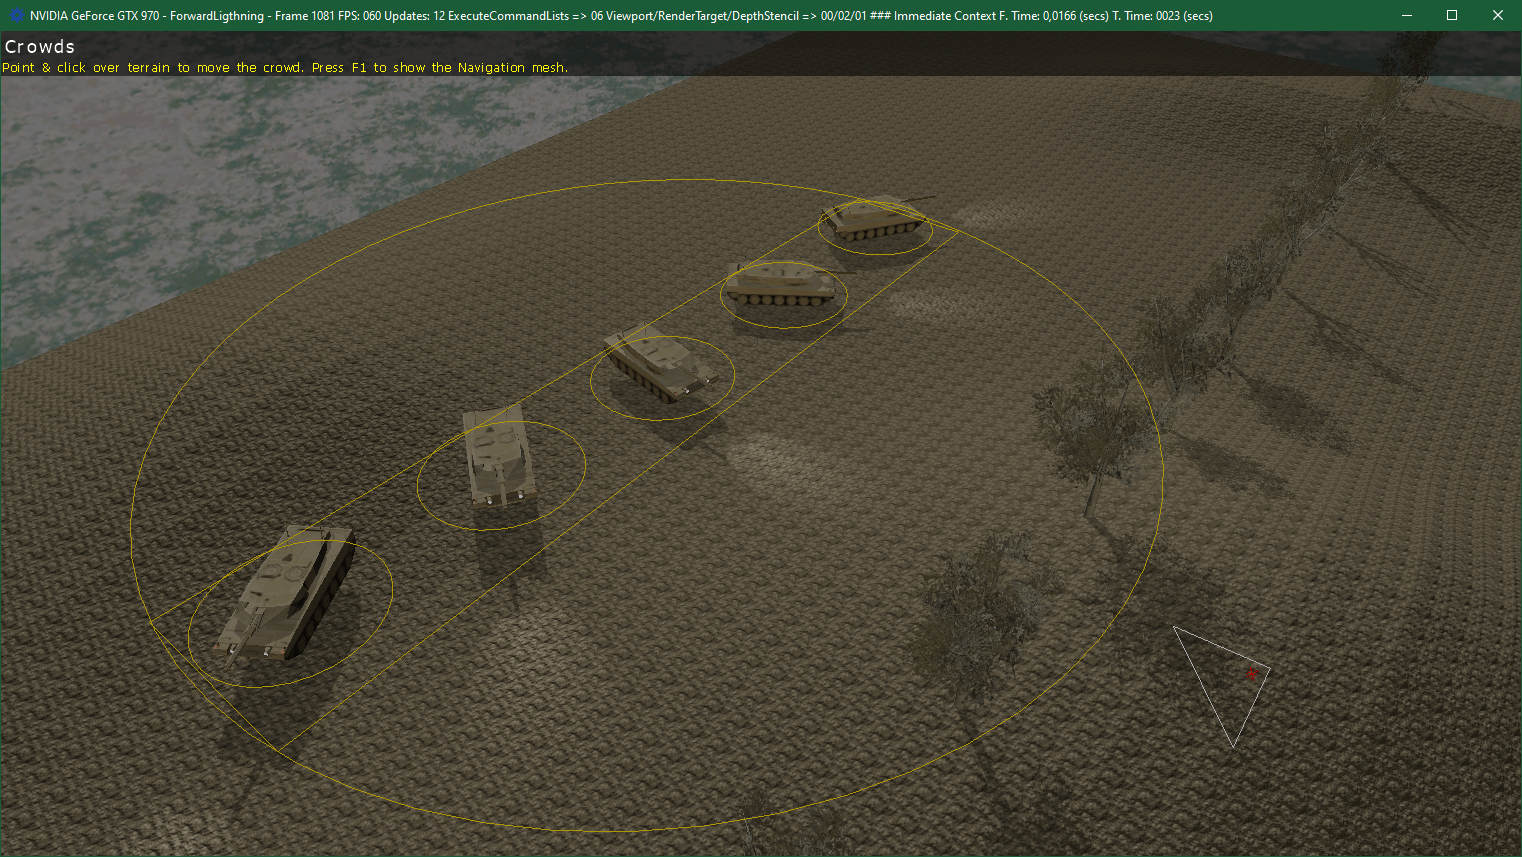 NVIDIA GeForce GTX 970 - ForwardLigthning - Frame 1081 FPS: 060 Updates: 12 ExecuteCommandLists => 06 Viewport/RenderTarget/DepthStencil => 00/02/01 ### Immediate Context F. Time: 0,0166 (secs) T. Time: 0023 (secs)
Crowds
Point & click over terrain to move the crowd. Press F1 to show the Navigation mesh.